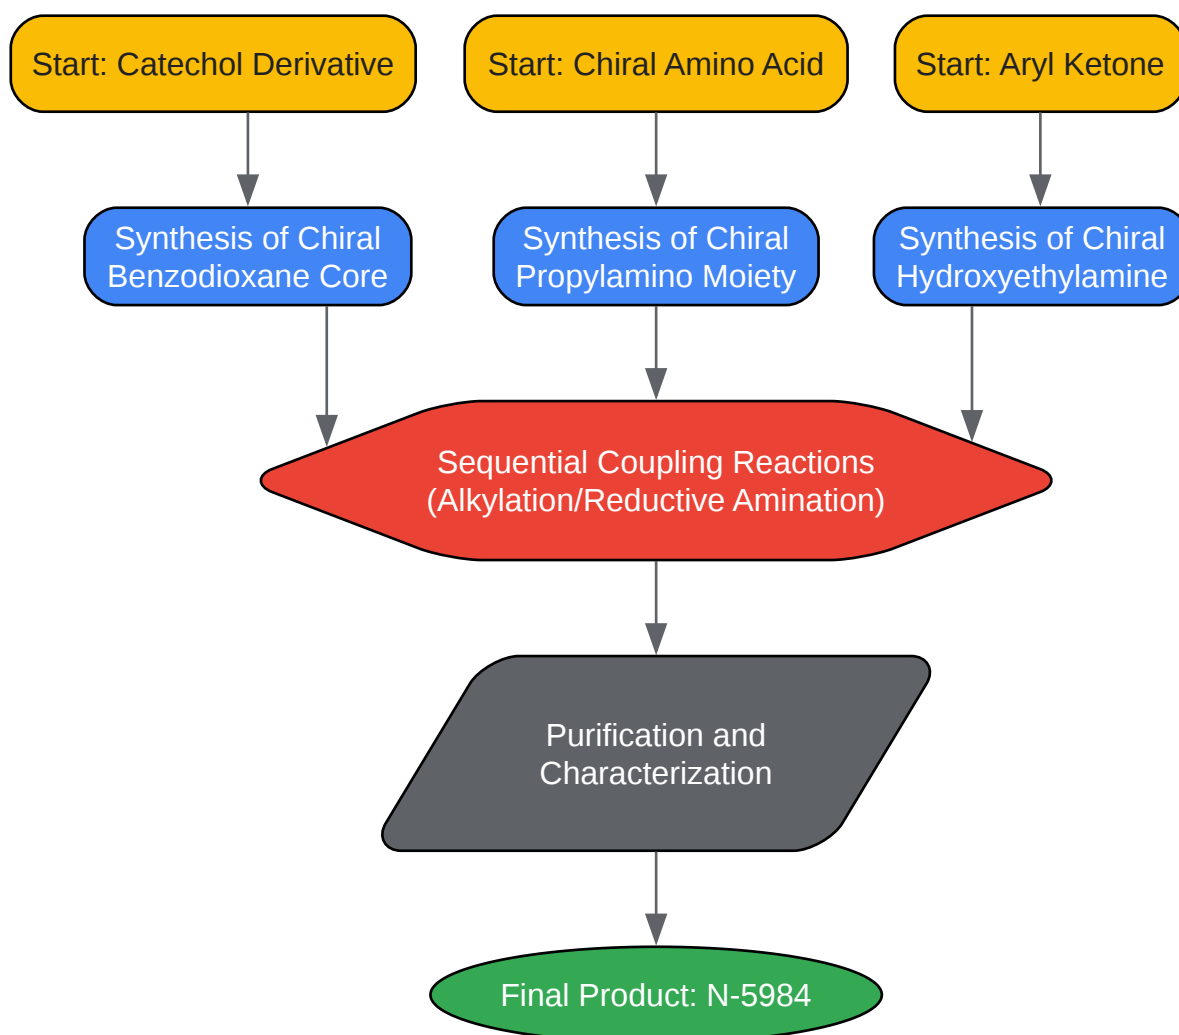 Start: Catechol Derivative
Start: Chiral Amino Acid
Start: Aryl Ketone
Synthesis of Chiral
Benzodioxane Core
Synthesis of Chiral
Propylamino Moiety
Synthesis of Chiral
Hydroxyethylamine
Sequential Coupling Reactions
(Alkylation/Reductive Amination)
Purification and
Characterization
Final Product: N-5984